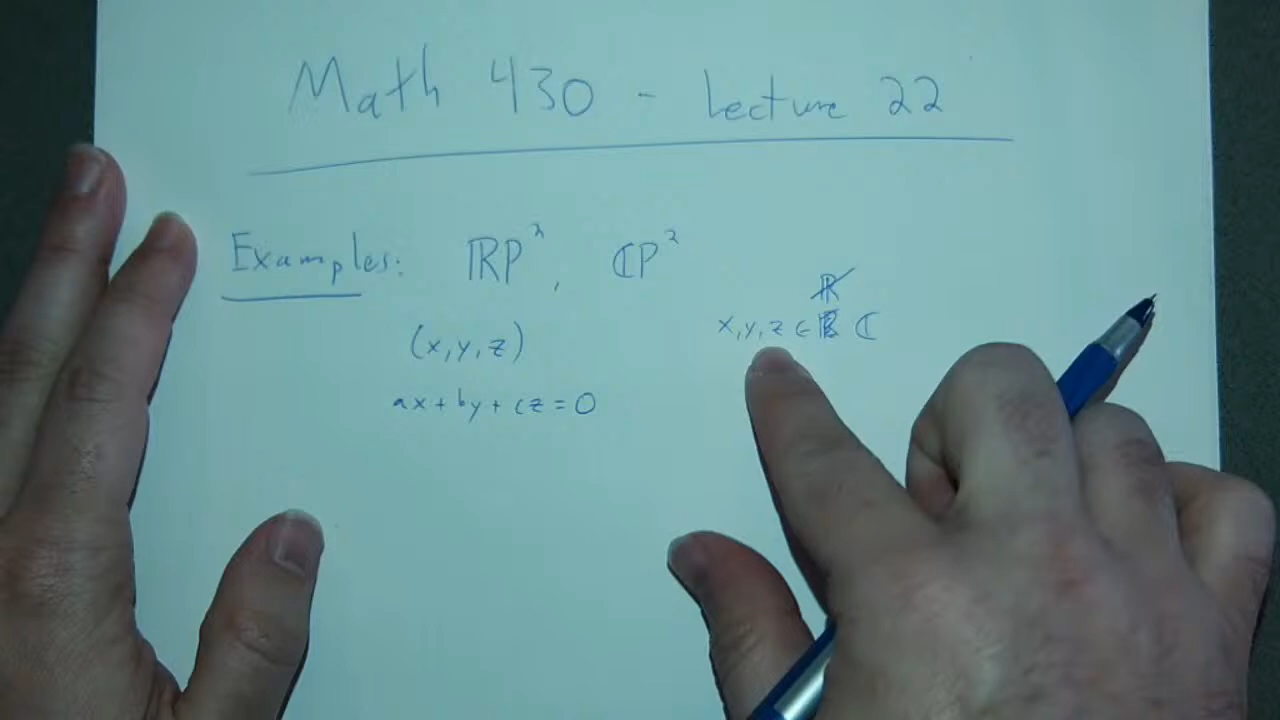 Math 430 - Lecture 22
Examples: ℝP², ℂP²
ℝ
(x,y,z) x,y,z ∈ ℂ
ax+by+cz=0